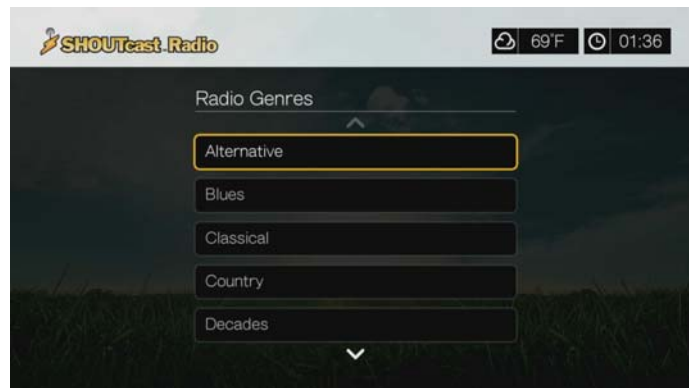 SHOUTcast Radio
69°F
01:36
Radio Genres
Alternative
Blues
Classical
Country
Decades